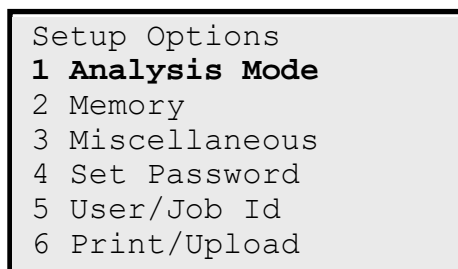 Setup Options
1 Analysis Mode
2 Memory
3 Miscellaneous
4 Set Password
5 User/Job Id
6 Print/Upload